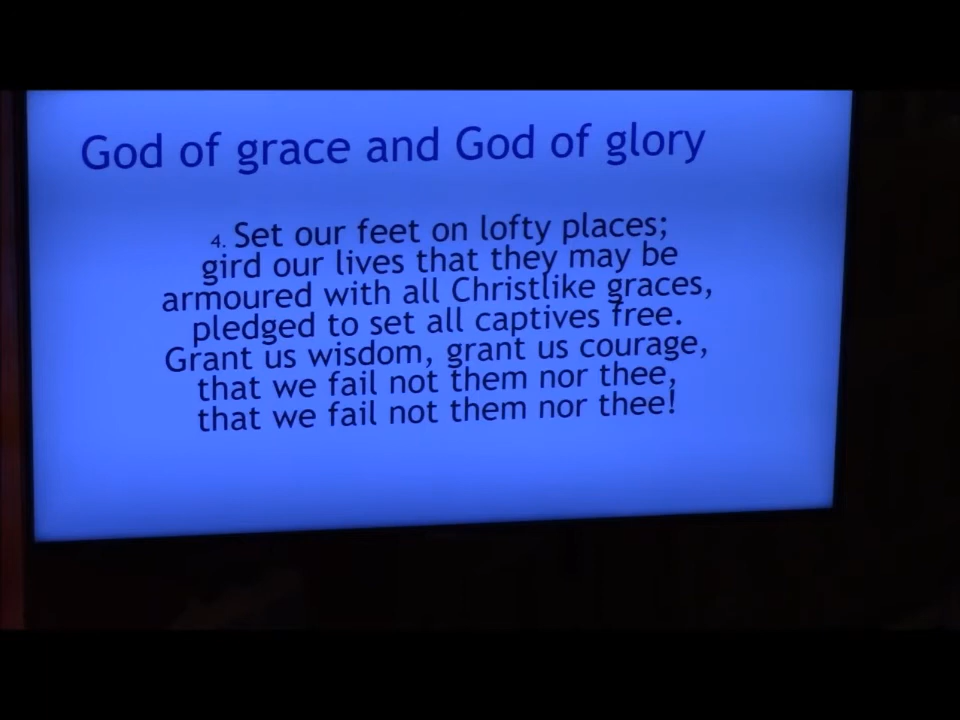 God of grace and God of glory
4. Set our feet on lofty places;
gird our lives that they may be
armoured with all Christlike graces,
pledged to set all captives free.
Grant us wisdom, grant us courage,
that we fail not them nor thee,
that we fail not them nor thee!